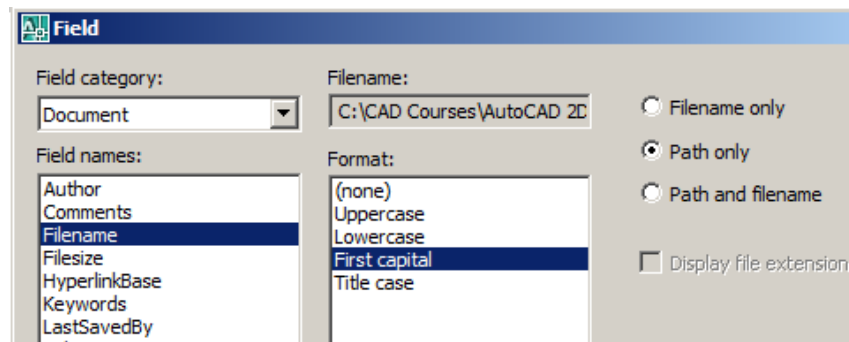 Field
Field category:
Document
Field names:
Author
Comments
Filename
Filesize
HyperlinkBase
Keywords
LastSavedBy
Filename:
C:\CAD Courses\AutoCAD 2D
Format:
(none)
Uppercase
Lowercase
First capital
Title case
Filename only
Path only
Path and filename
Display file extension